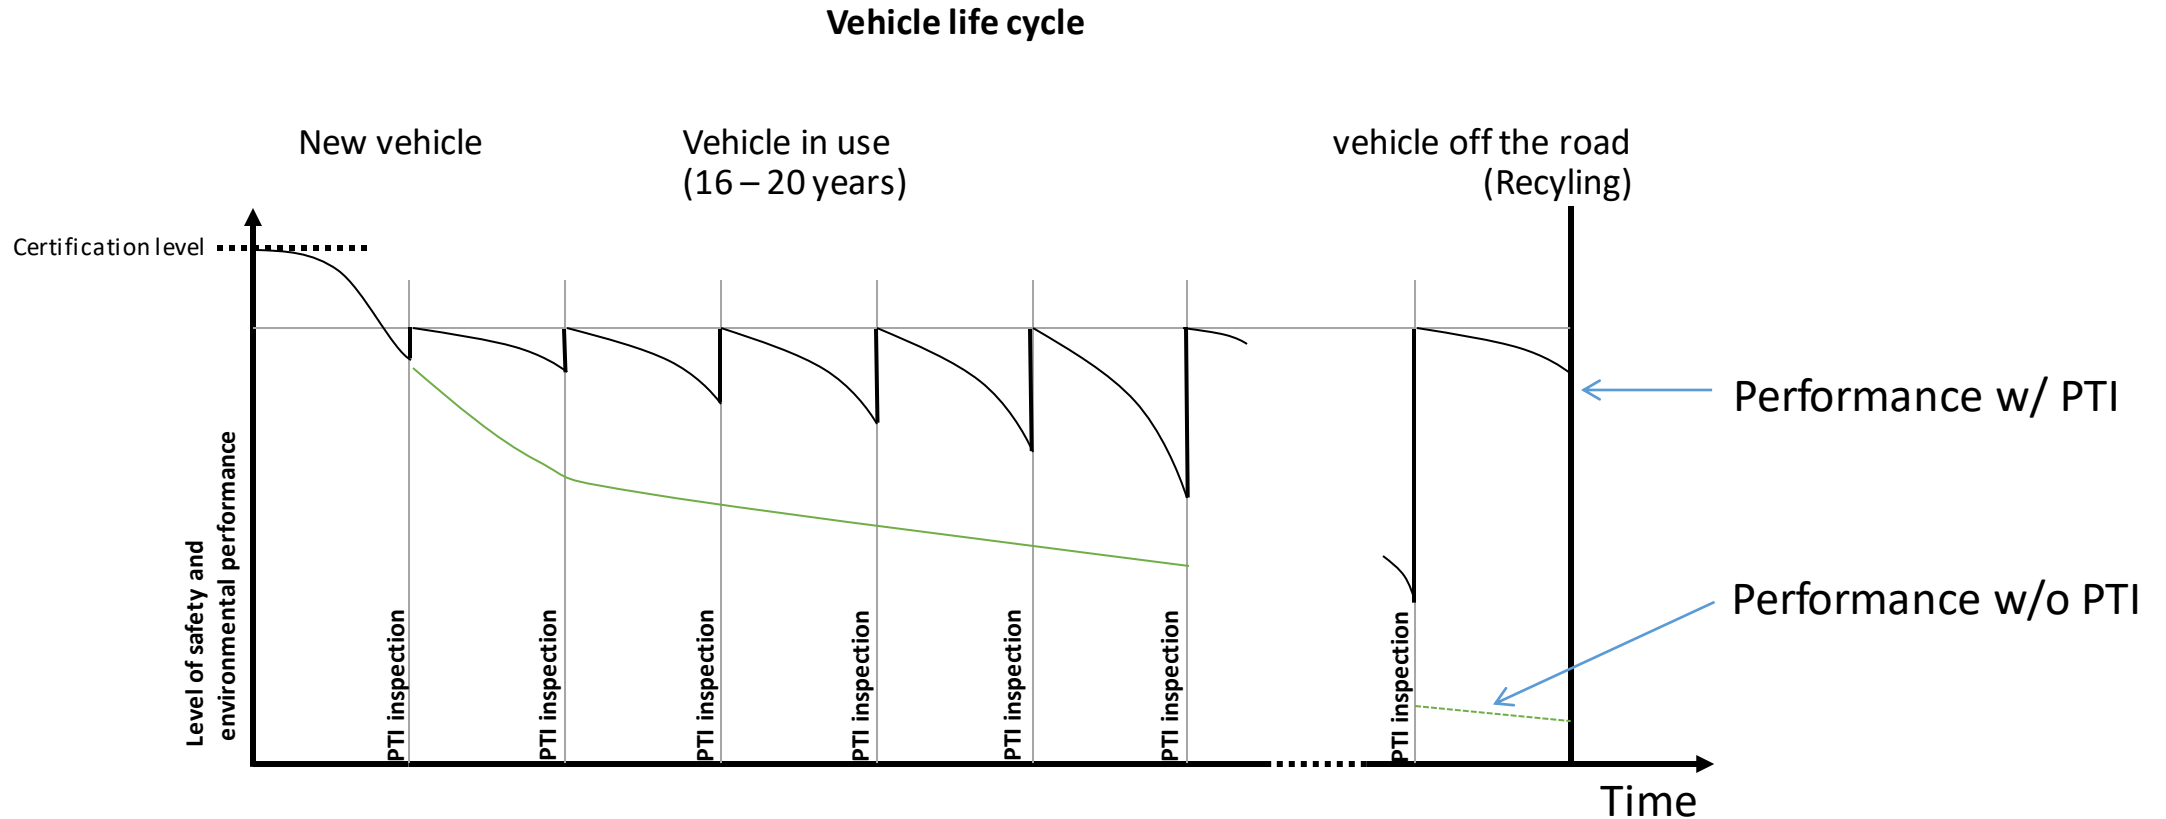 Vehicle life cycle
New vehicle
Vehicle in use
(16 – 20 years)
vehicle off the road
(Recyling)
Certification level
Level of safety and
environmental performance
PTI inspection
PTI inspection
PTI inspection
PTI inspection
PTI inspection
PTI inspection
PTI inspection
Performance w/ PTI
Performance w/o PTI
Time